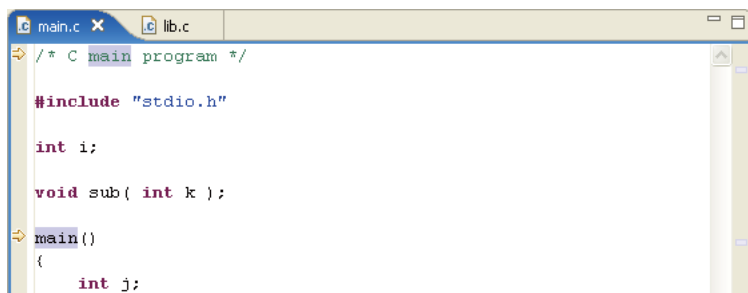 main.c lib.c
/* C main program */
#include "stdio.h"
int i;
void sub( int k );
main()
{
int j;